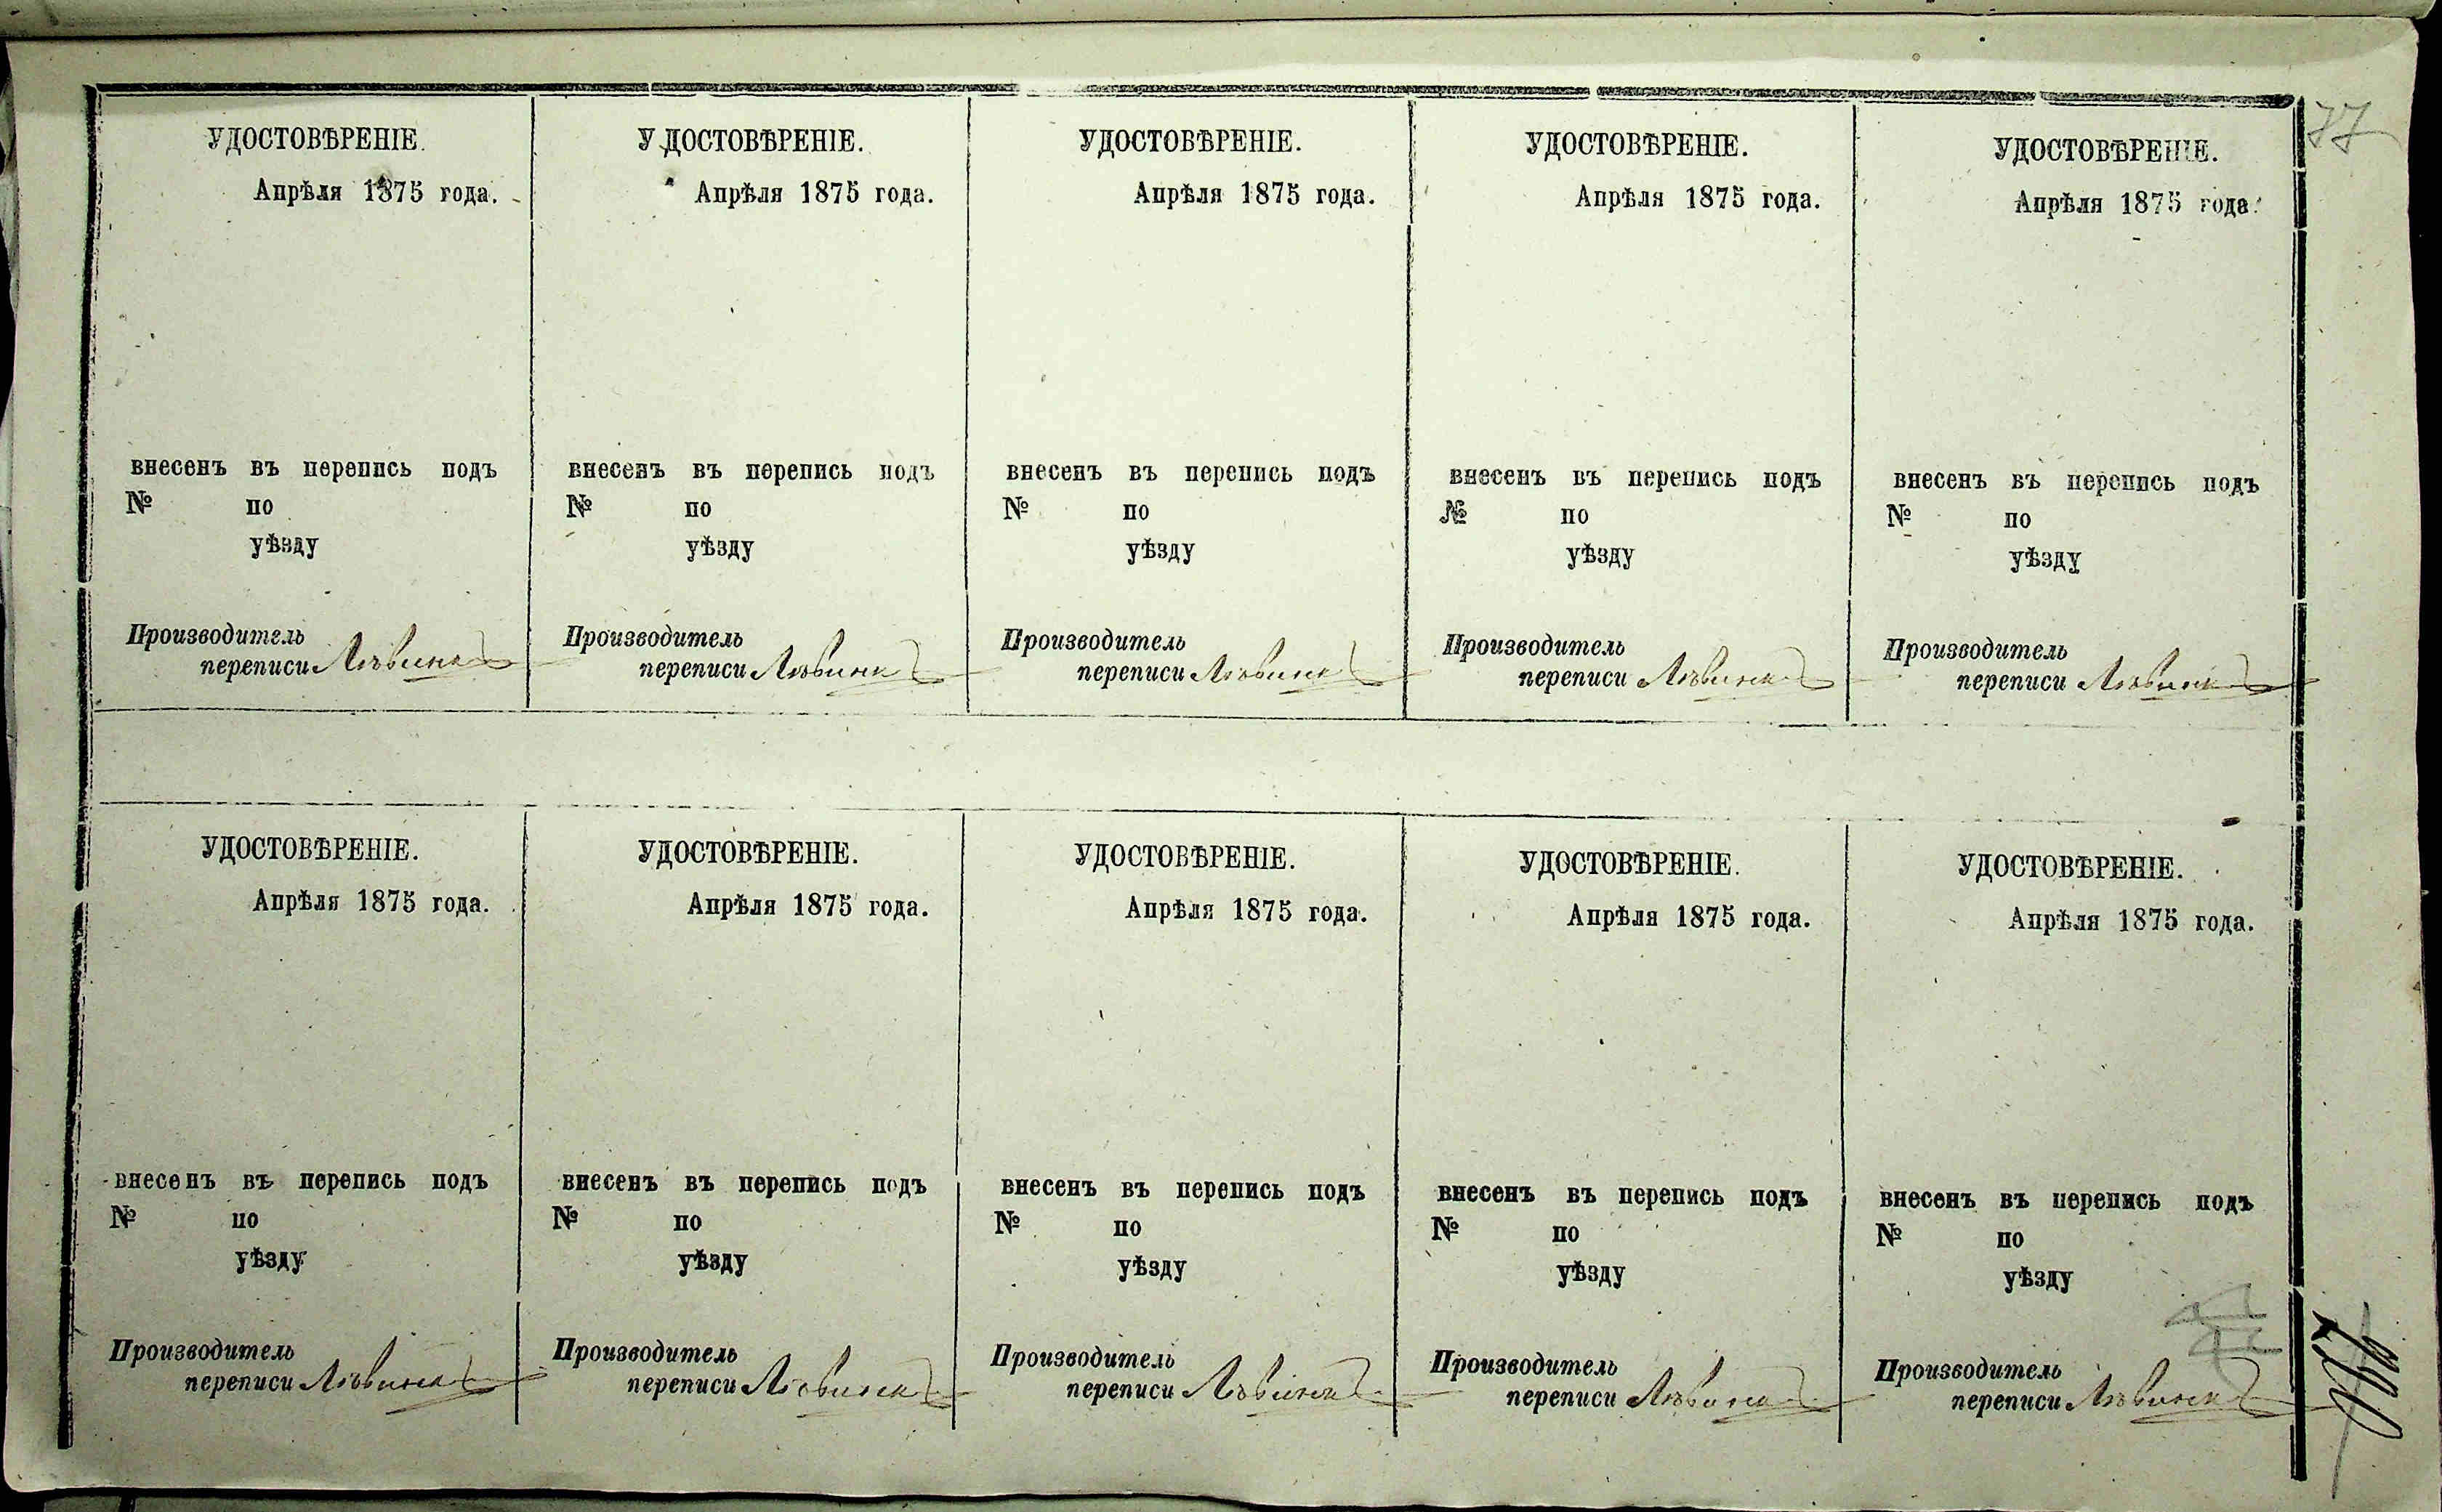 77
УДОСТОВѢРЕНІЕ.
Апрѣля 1875 года.
внесенъ въ перепись подъ
№ по
уѣзду
Производитель
переписи
УДОСТОВѢРЕНІЕ.
Апрѣля 1875 года.
внесенъ въ перепись подъ
№ по
уѣзду
Производитель
переписи
УДОСТОВѢРЕНІЕ.
Апрѣля 1875 года.
внесенъ въ перепись подъ
№ по
уѣзду
Производитель
переписи
УДОСТОВѢРЕНІЕ.
Апрѣля 1875 года.
внесенъ въ перепись подъ
№ по
уѣзду
Производитель
переписи
УДОСТОВѢРЕНІЕ.
Апрѣля 1875 года.
внесенъ въ перепись подъ
№ по
уѣзду
Производитель
переписи
УДОСТОВѢРЕНІЕ.
Апрѣля 1875 года.
внесенъ въ перепись подъ
№ по
уѣзду
Производитель
переписи
УДОСТОВѢРЕНІЕ.
Апрѣля 1875 года.
внесенъ въ перепись подъ
№ по
уѣзду
Производитель
переписи
УДОСТОВѢРЕНІЕ.
Апрѣля 1875 года.
внесенъ въ перепись подъ
№ по
уѣзду
Производитель
переписи
УДОСТОВѢРЕНІЕ.
Апрѣля 1875 года.
внесенъ въ перепись подъ
№ по
уѣзду
Производитель
переписи
УДОСТОВѢРЕНІЕ.
Апрѣля 1875 года.
внесенъ въ перепись подъ
№ по
уѣзду
Производитель
переписи